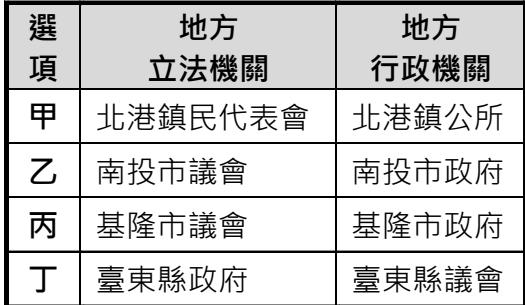 選項 地方立法機關 地方行政機關
甲 北港鎮民代表會 北港鎮公所
乙 南投市議會 南投市政府
丙 基隆市議會 基隆市政府
丁 臺東縣政府 臺東縣議會